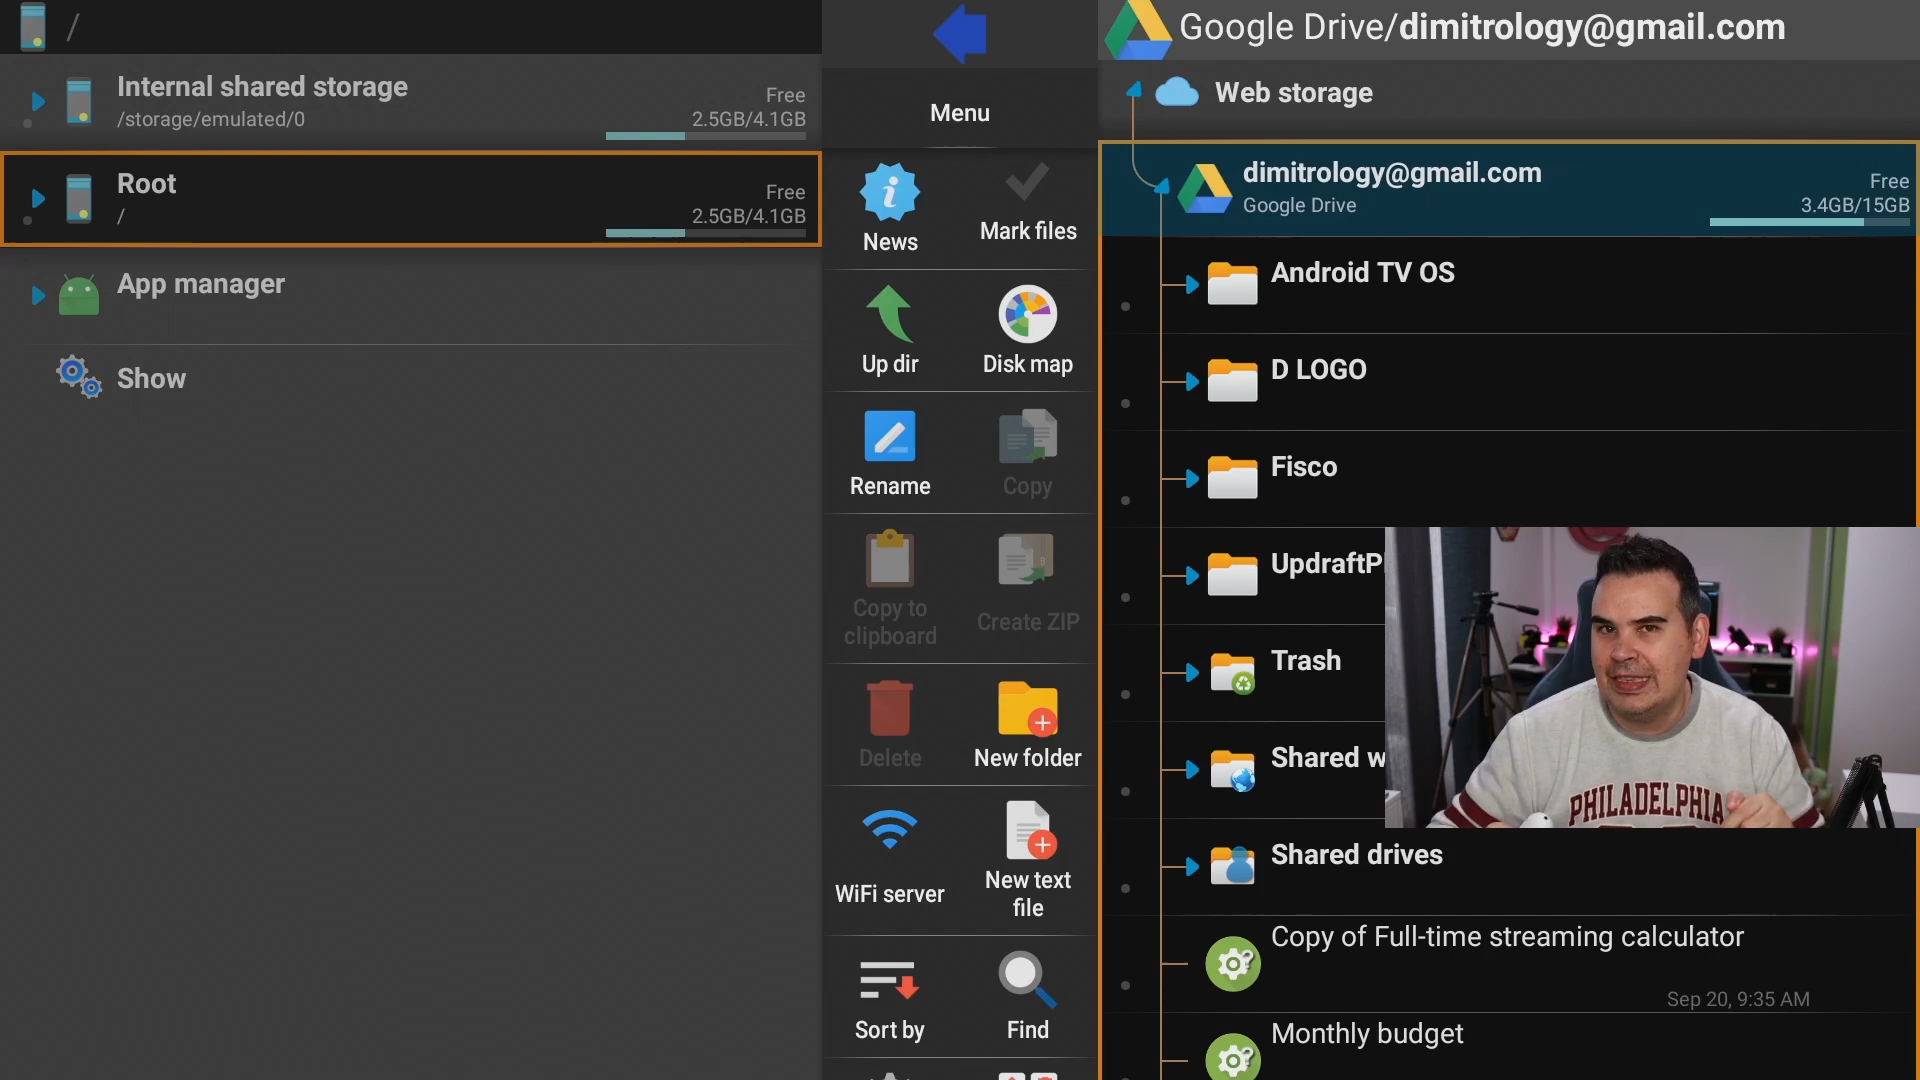 /
Internal shared storage
/storage/emulated/0
Free
2.5GB/4.1GB
Root
/
Free
2.5GB/4.1GB
App manager
Show
Menu
News
Mark files
Up dir
Disk map
Rename
Copy
Copy to
clipboard
Create ZIP
Delete
New folder
WiFi server
New text
file
Sort by
Find
Google Drive/dimitrology@gmail.com
Web storage
dimitrology@gmail.com
Google Drive
Free
3.4GB/15GB
Android TV OS
D LOGO
Fisco
UpdraftP
Trash
Shared w
Shared drives
Copy of Full-time streaming calculator
Sep 20, 9:35 AM
Monthly budget
PHILADELPHIA